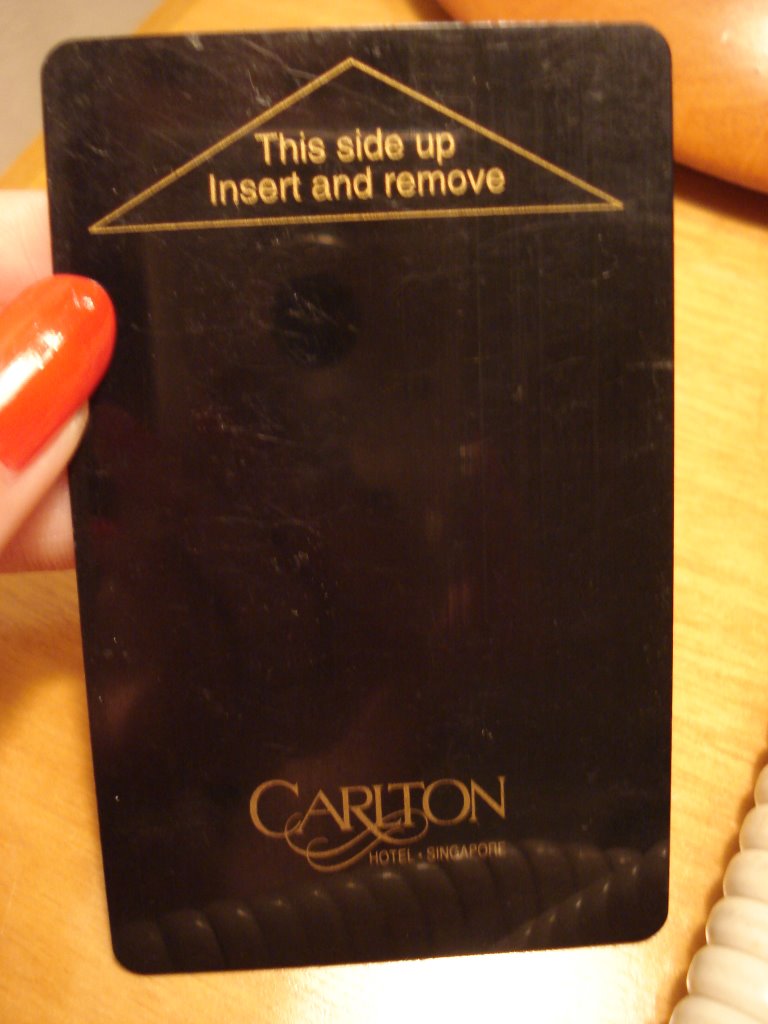 This side up
Insert and remove
CARLTON
HOTEL • SINGAPORE